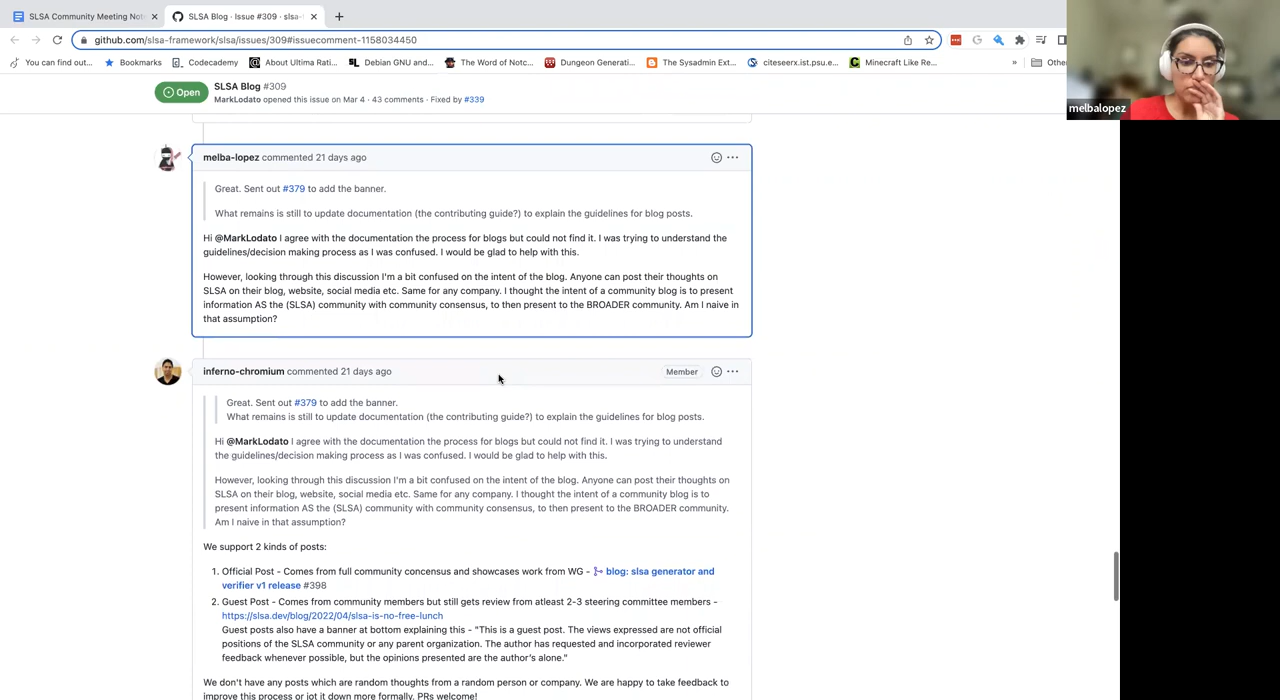 SLSA Community Meeting Not
SLSA Blog · Issue #309 · slsa-
github.com/slsa-framework/slsa/issues/309#issuecomment-1158034450
You can find out...
Bookmarks
Codecademy
About Ultima Rati...
Debian GNU and...
The Word of Notc...
Dungeon Generati...
The Sysadmin Ext...
citeseerx.ist.psu.e...
Minecraft Like Re...
»
Othe
melbalopez
Open
SLSA Blog #309
MarkLodato opened this issue on Mar 4 · 43 comments · Fixed by #339
melba-lopez commented 21 days ago
Great. Sent out #379 to add the banner.
What remains is still to update documentation (the contributing guide?) to explain the guidelines for blog posts.
Hi @MarkLodato I agree with the documentation the process for blogs but could not find it. I was trying to understand the
guidelines/decision making process as I was confused. I would be glad to help with this.
However, looking through this discussion I'm a bit confused on the intent of the blog. Anyone can post their thoughts on
SLSA on their blog, website, social media etc. Same for any company. I thought the intent of a community blog is to present
information AS the (SLSA) community with community consensus, to then present to the BROADER community. Am I naive in
that assumption?
inferno-chromium commented 21 days ago
Member
Great. Sent out #379 to add the banner.
What remains is still to update documentation (the contributing guide?) to explain the guidelines for blog posts.
Hi @MarkLodato I agree with the documentation the process for blogs but could not find it. I was trying to understand
the guidelines/decision making process as I was confused. I would be glad to help with this.
However, looking through this discussion I'm a bit confused on the intent of the blog. Anyone can post their thoughts on
SLSA on their blog, website, social media etc. Same for any company. I thought the intent of a community blog is to
present information AS the (SLSA) community with community consensus, to then present to the BROADER community.
Am I naive in that assumption?
We support 2 kinds of posts:
1. Official Post - Comes from full community concensus and showcases work from WG - blog: slsa generator and
verifier v1 release #398
2. Guest Post - Comes from community members but still gets review from atleast 2-3 steering committee members -
https://slsa.dev/blog/2022/04/slsa-is-no-free-lunch
Guest posts also have a banner at bottom explaining this - "This is a guest post. The views expressed are not official
positions of the SLSA community or any parent organization. The author has requested and incorporated reviewer
feedback whenever possible, but the opinions presented are the author's alone."
We don't have any posts which are random thoughts from a random person or company. We are happy to take feedback to
improve this process or jot it down more formally. PRs welcome!